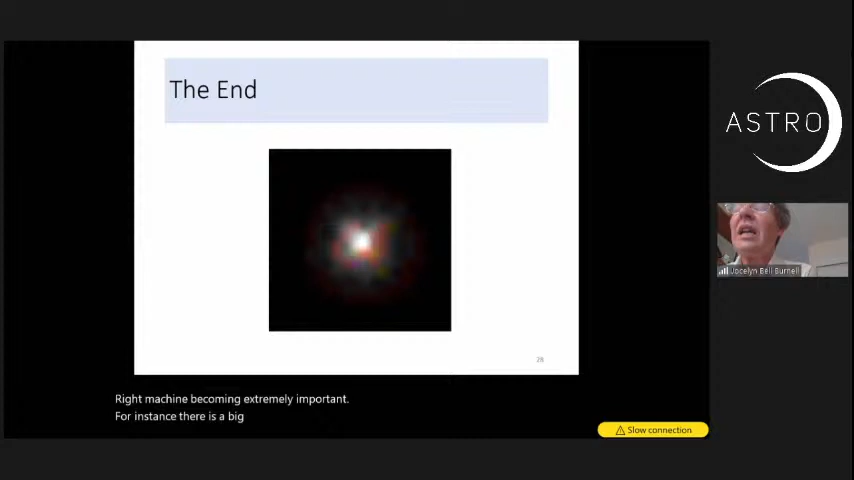 The End
ASTRO
Jocelyn Bell Burnell
28
Right machine becoming extremely important.
For instance there is a big
Slow connection